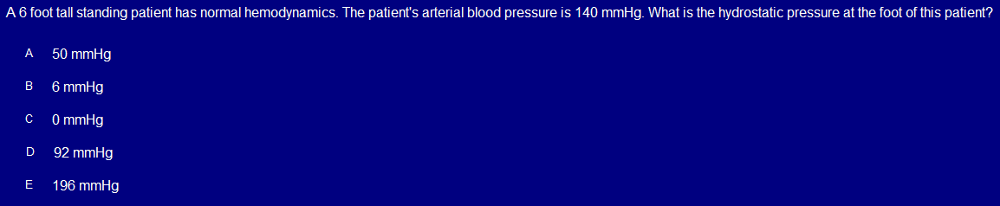 A 6 foot tall standing patient has normal hemodynamics. The patient's arterial blood pressure is 140 mmHg. What is the hydrostatic pressure at the foot of this patient?
A 50 mmHg
B 6 mmHg
C 0 mmHg
D 92 mmHg
E 196 mmHg